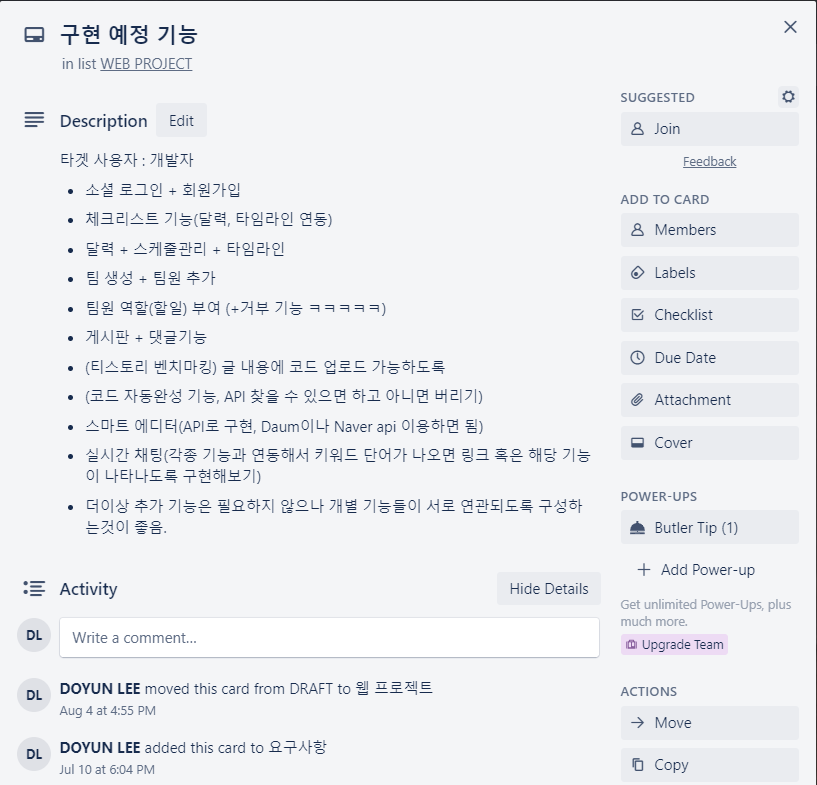 구현 예정 기능
in list WEB PROJECT
Description Edit
타겟 사용자 : 개발자
• 소셜 로그인 + 회원가입
• 체크리스트 기능(달력, 타임라인 연동)
• 달력 + 스케줄관리 + 타임라인
• 팀 생성 + 팀원 추가
• 팀원 역할(할일) 부여 (+거부 기능 ㅋㅋㅋㅋㅋ)
• 게시판 + 댓글기능
• (티스토리 벤치마킹) 글 내용에 코드 업로드 가능하도록
• (코드 자동완성 기능, API 찾을 수 있으면 하고 아니면 버리기)
• 스마트 에디터(API로 구현, Daum이나 Naver api 이용하면 됨)
• 실시간 채팅(각종 기능과 연동해서 키워드 단어가 나오면 링크 혹은 해당 기능
이 나타나도록 구현해보기)
• 더이상 추가 기능은 필요하지 않으나 개별 기능들이 서로 연관되도록 구성하
는것이 좋음.
Activity Hide Details
DL Write a comment...
DL DOYUN LEE moved this card from DRAFT to 웹 프로젝트
Aug 4 at 4:55 PM
DL DOYUN LEE added this card to 요구사항
Jul 10 at 6:04 PM
SUGGESTED
Join
Feedback
ADD TO CARD
Members
Labels
Checklist
Due Date
Attachment
Cover
POWER-UPS
Butler Tip (1)
+ Add Power-up
Get unlimited Power-Ups, plus
much more.
Upgrade Team
ACTIONS
Move
Copy